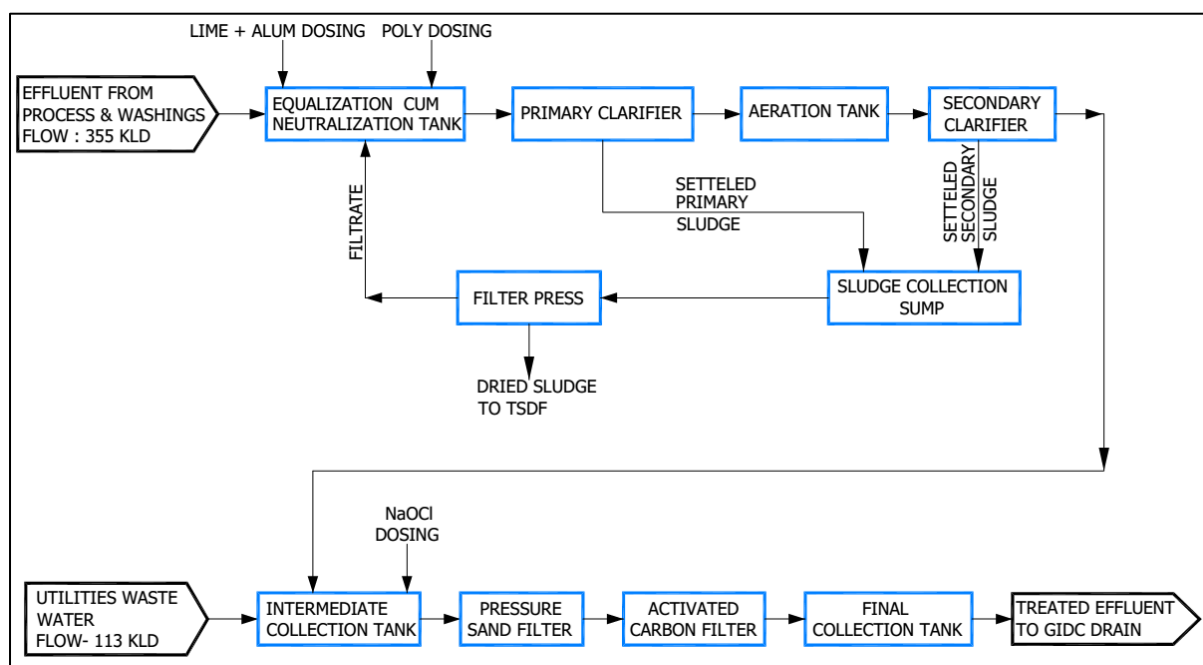 LIME + ALUM DOSING
POLY DOSING
EFFLUENT FROM
PROCESS & WASHINGS
FLOW : 355 KLD
EQUALIZATION CUM
NEUTRALIZATION TANK
PRIMARY CLARIFIER
AERATION TANK
SECONDARY
CLARIFIER
FILTRATE
SETTELED
PRIMARY
SLUDGE
SETTELED
SECONDARY
SLUDGE
FILTER PRESS
SLUDGE COLLECTION
SUMP
DRIED SLUDGE
TO TSDF
NaOCl
DOSING
UTILITIES WASTE
WATER
FLOW- 113 KLD
INTERMEDIATE
COLLECTION TANK
PRESSURE
SAND FILTER
ACTIVATED
CARBON FILTER
FINAL
COLLECTION TANK
TREATED EFFLUENT
TO GIDC DRAIN